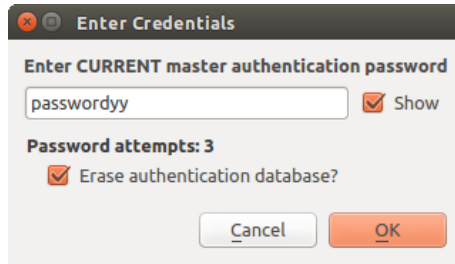 Enter Credentials
Enter CURRENT master authentication password
passwordyy Show
Password attempts: 3
Erase authentication database?
Cancel OK